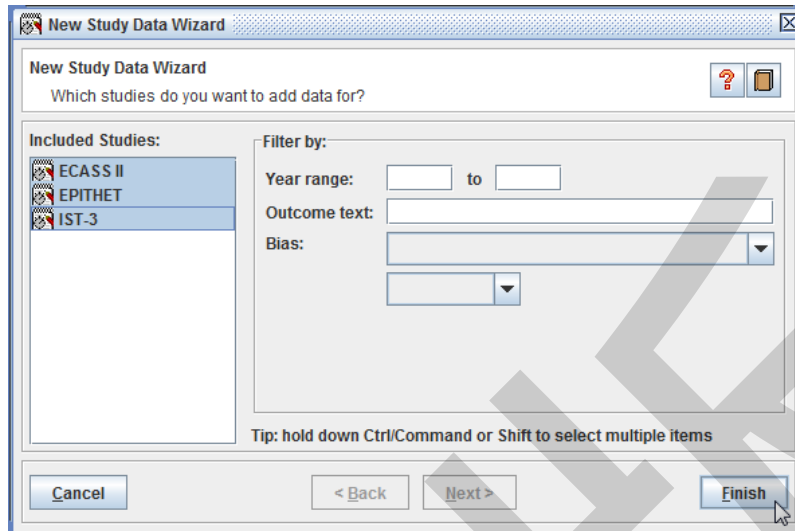 New Study Data Wizard
New Study Data Wizard
Which studies do you want to add data for?
Included Studies:
ECASS II
EPITHET
IST-3
Filter by:
Year range: to
Outcome text:
Bias:
Tip: hold down Ctrl/Command or Shift to select multiple items
Cancel < Back Next > Finish